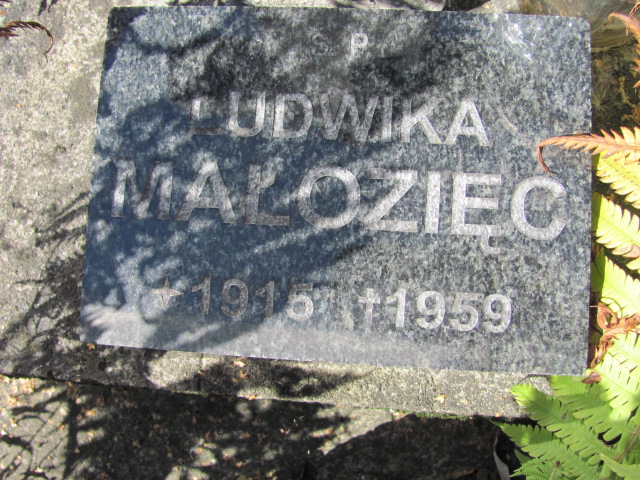 Ś P
LUDWIKA
MAŁOZIĘC
★ 1915 † 1959